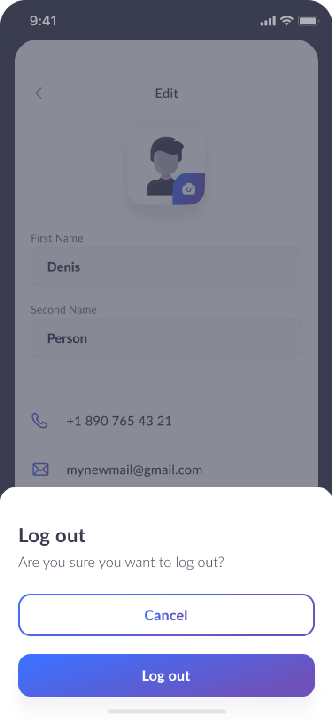 9:41
Edit
First Name
Denis
Second Name
Person
+1 890 765 43 21
mynewmail@gmail.com
Log out
Are you sure you want to log out?
Cancel
Log out